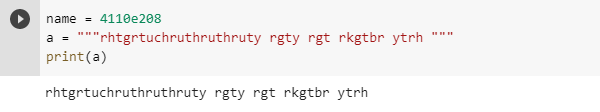 name = 4110e208
a = """rhtgrtuchruthruthruty rgty rgt rkgtbr ytrh """
print(a)
rhtgrtuchruthruthruty rgty rgt rkgtbr ytrh